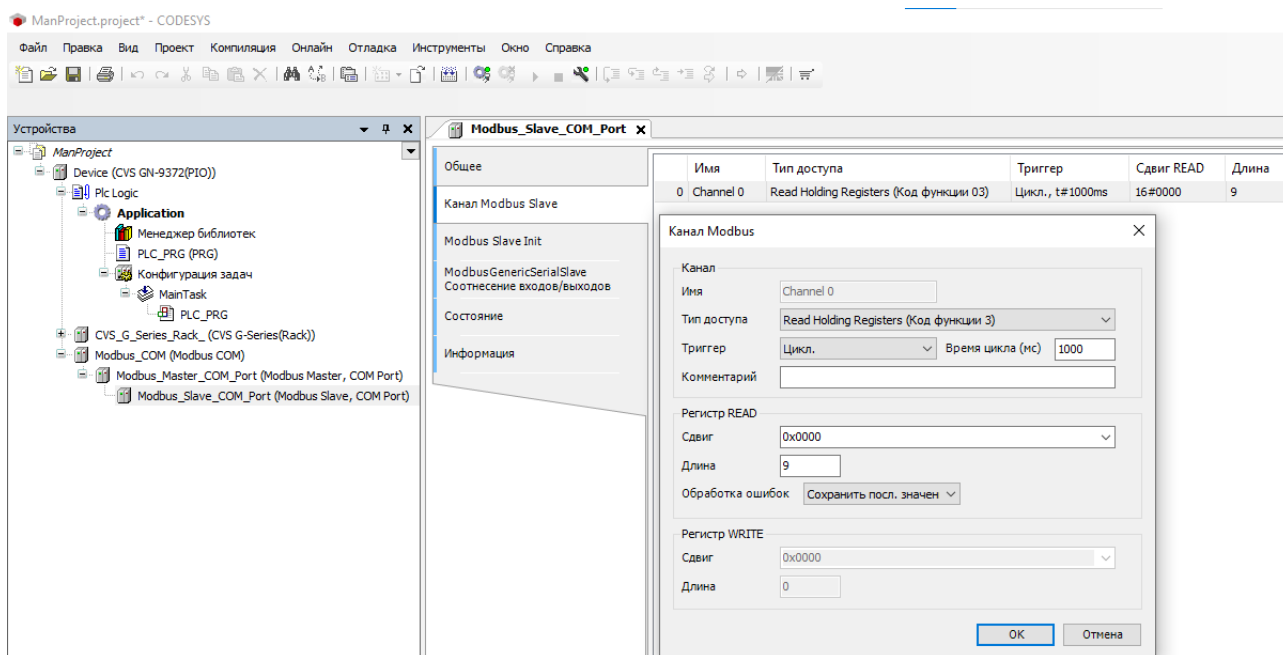 ManProject.project* - CODESYS
Файл Правка Вид Проект Компиляция Онлайн Отладка Инструменты Окно Справка
Устройства
ManProject
Device (CVS GN-9372(PIO))
Plc Logic
Application
Менеджер библиотек
PLC_PRG (PRG)
Конфигурация задач
MainTask
PLC_PRG
CVS_G_Series_Rack_ (CVS G-Series(Rack))
Modbus_COM (Modbus COM)
Modbus_Master_COM_Port (Modbus Master, COM Port)
Modbus_Slave_COM_Port (Modbus Slave, COM Port)
Modbus_Slave_COM_Port
Общее
Канал Modbus Slave
Modbus Slave Init
ModbusGenericSerialSlave
Соотнесение входов/выходов
Состояние
Информация
Имя Тип доступа Триггер Сдвиг READ Длина
0 Channel 0 Read Holding Registers (Код функции 03) Цикл., t#1000ms 16#0000 9
Канал Modbus
Канал
Имя Channel 0
Тип доступа Read Holding Registers (Код функции 3)
Триггер Цикл. Время цикла (мс) 1000
Комментарий
Регистр READ
Сдвиг 0x0000
Длина 9
Обработка ошибок Сохранить посл. значен
Регистр WRITE
Сдвиг 0x0000
Длина 0
OK Отмена